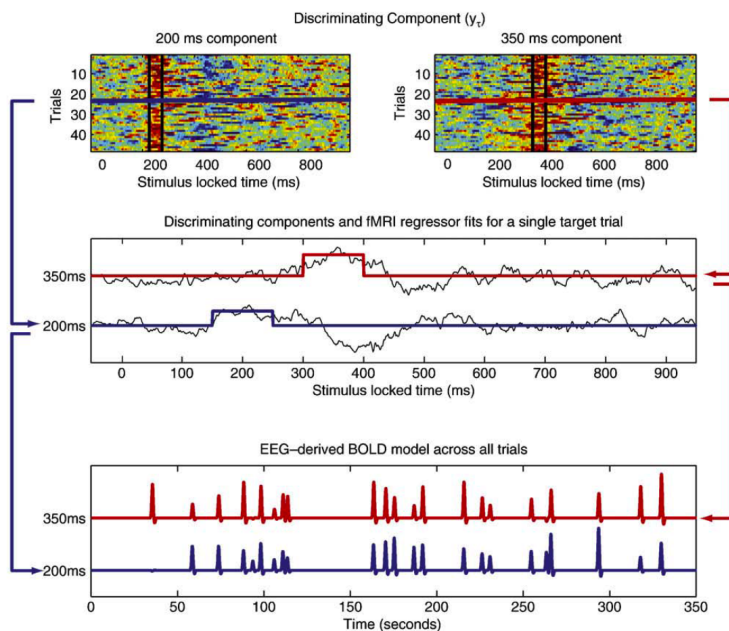 Discriminating Component (yτ)
200 ms component
350 ms component
Trials
10
20
30
40
0 200 400 600 800
Stimulus locked time (ms)
Trials
10
20
30
40
0 200 400 600 800
Stimulus locked time (ms)
Discriminating components and fMRI regressor fits for a single target trial
350ms
200ms
0 100 200 300 400 500 600 700 800 900
Stimulus locked time (ms)
EEG–derived BOLD model across all trials
350ms
200ms
0 50 100 150 200 250 300 350
Time (seconds)